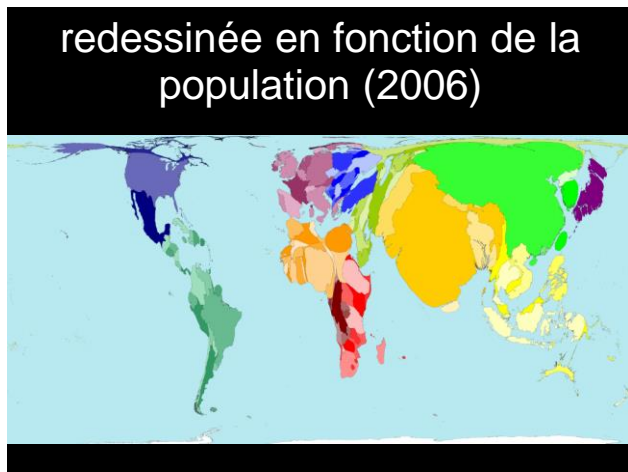 redessinée en fonction de la
population (2006)